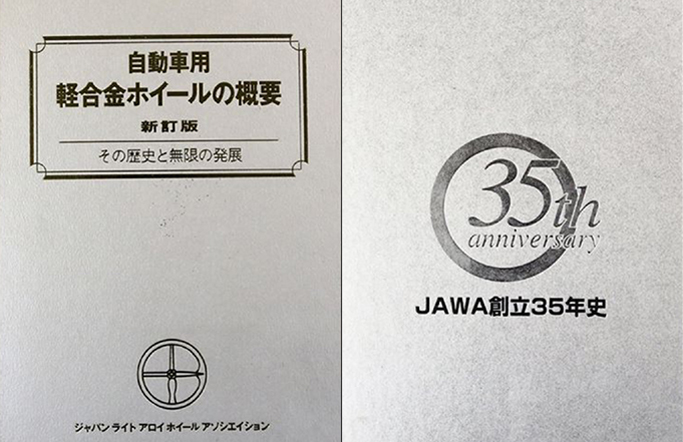 自動車用
軽合金ホイールの概要
新訂版
その歴史と無限の発展
ジャパン ライト アロイ ホイール アソシエイション
35th
anniversary
JAWA創立35年史